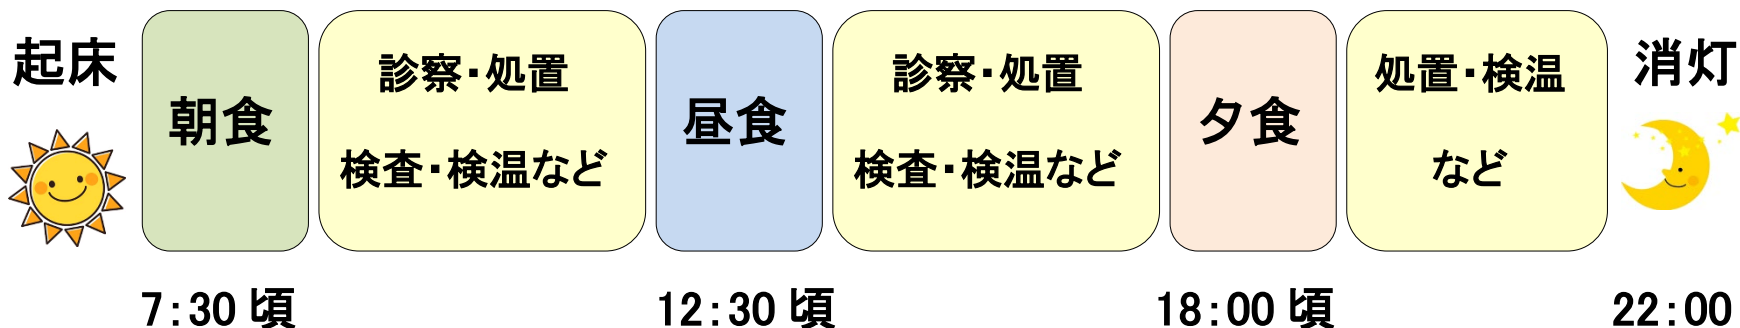 起床
朝食
診察・処置
検査・検温など
昼食
診察・処置
検査・検温など
夕食
処置・検温
など
消灯
7:30 頃
12:30 頃
18:00 頃
22:00